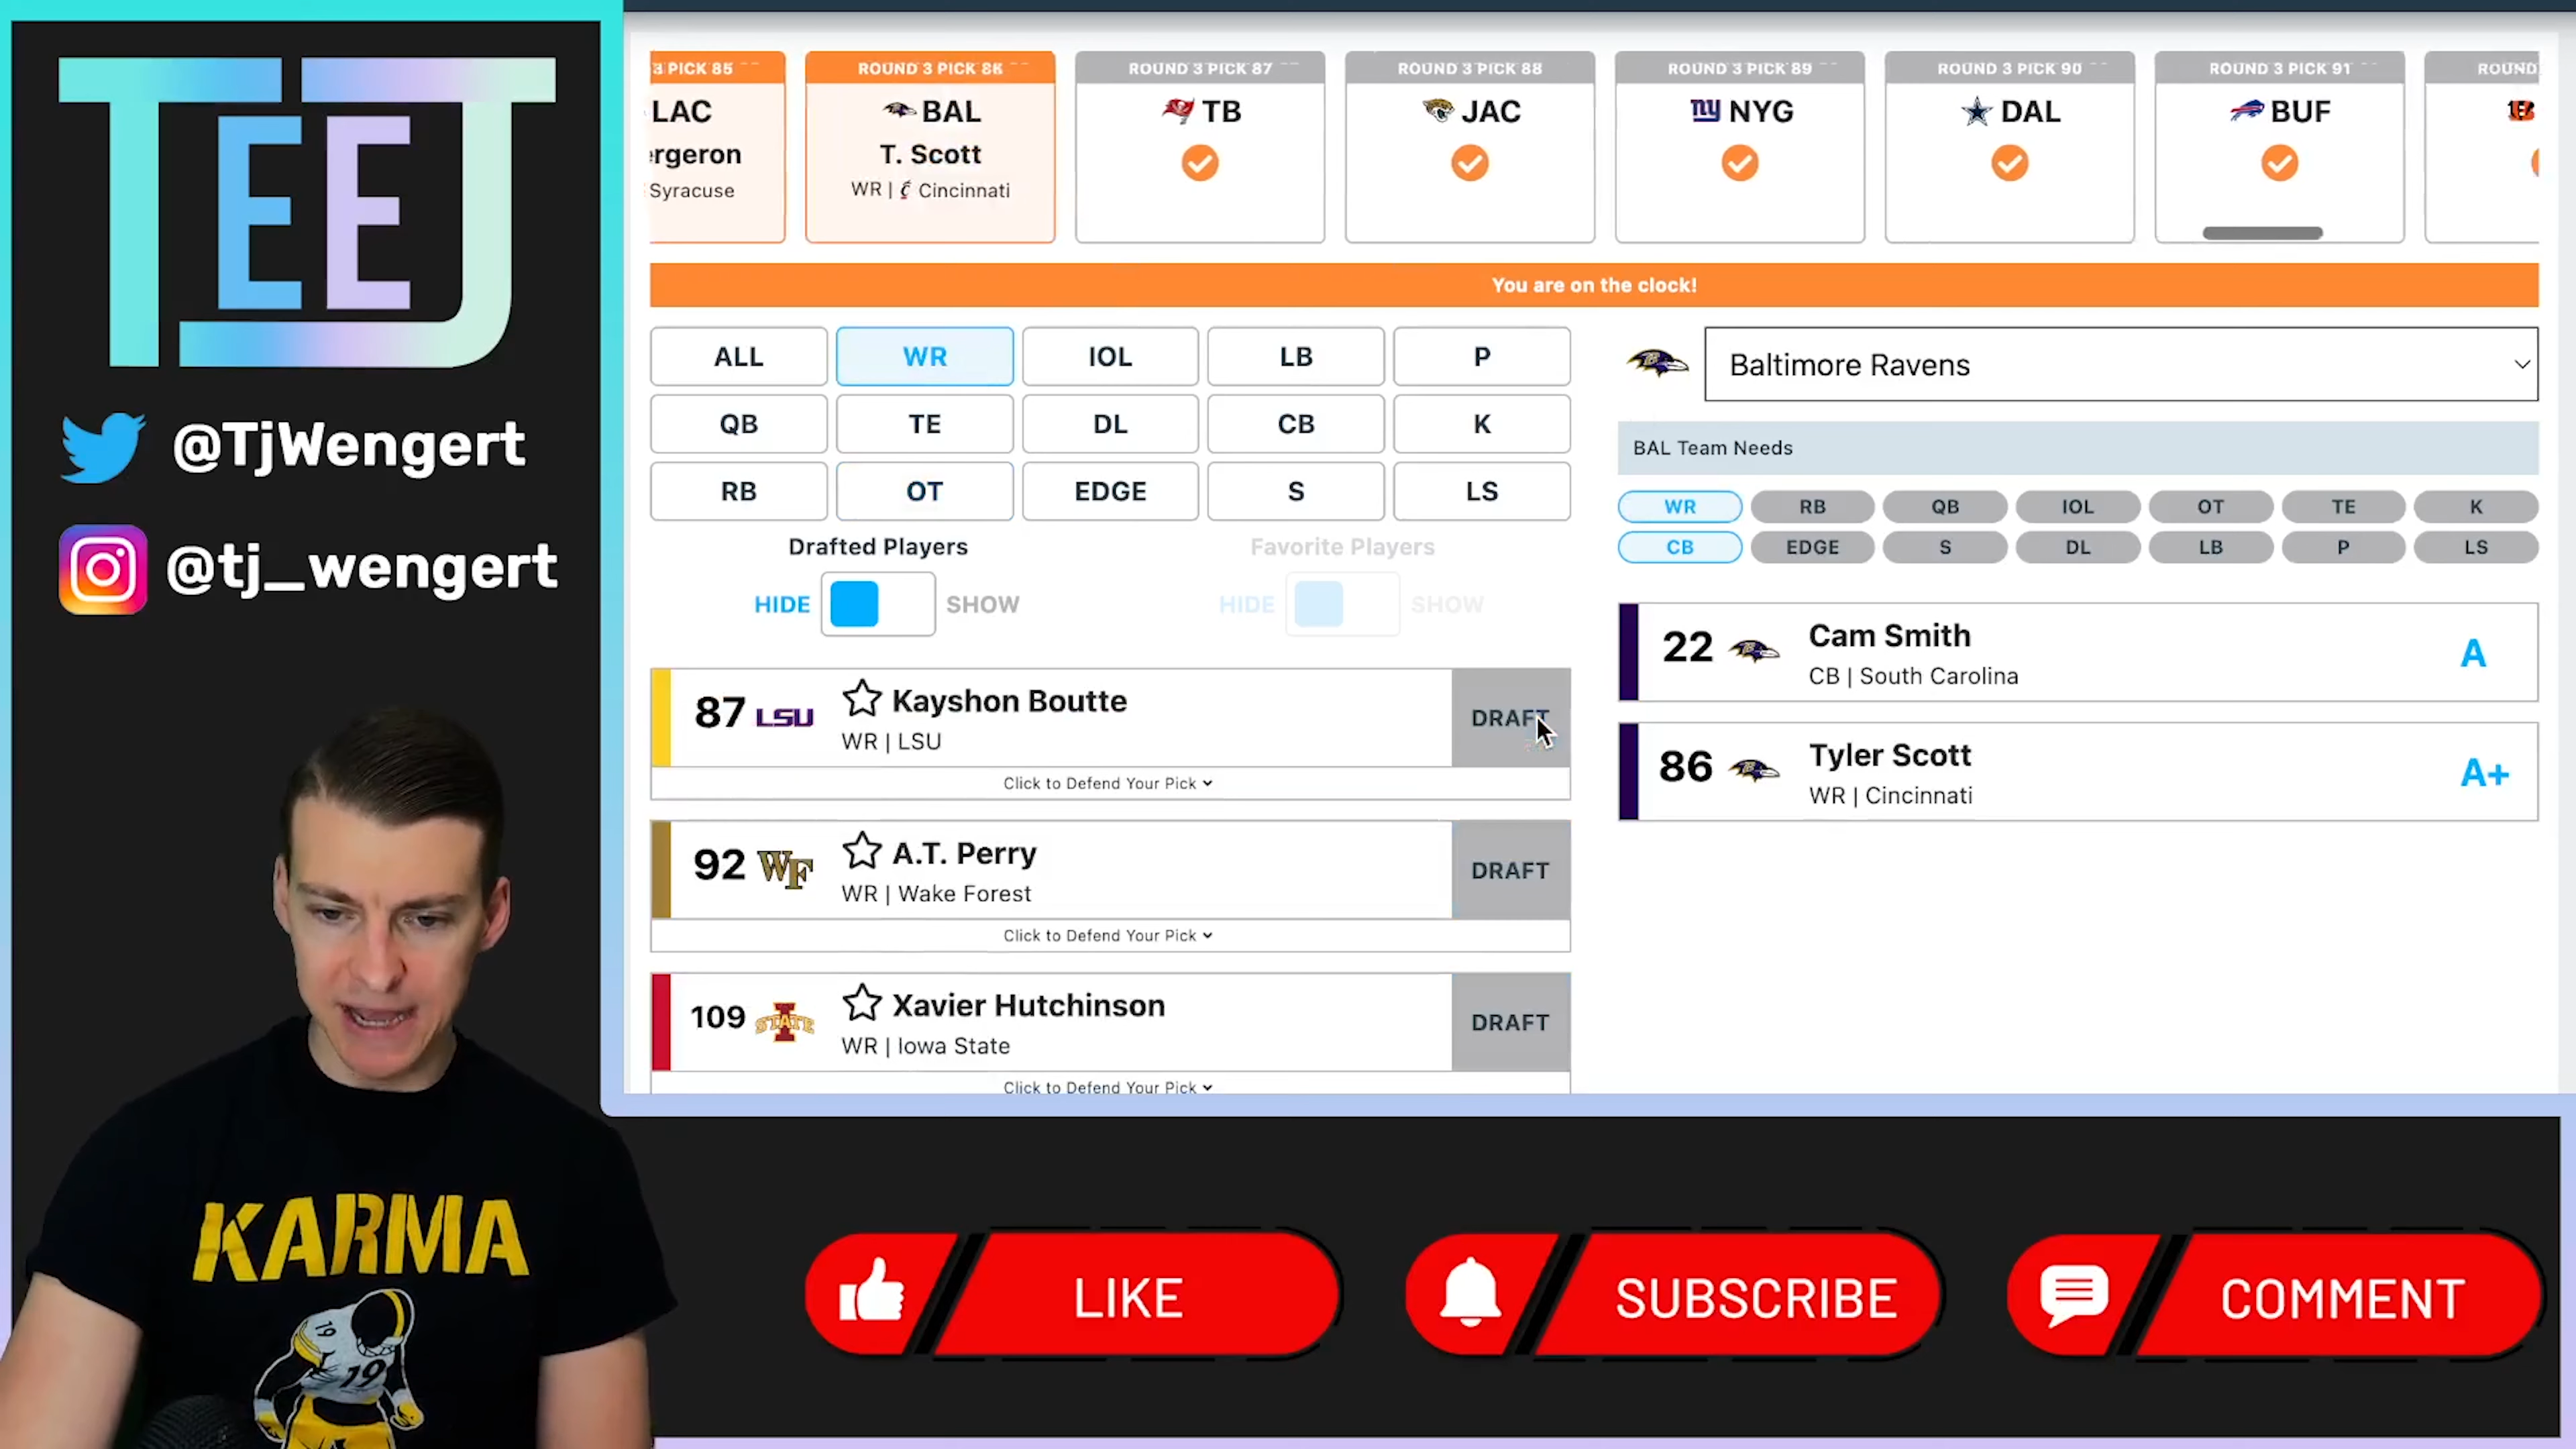 TEEJ
@TjWengert
@tj_wengert
KARMA
19
19
3 PICK 85
LAC
ergeron
Syracuse
ROUND 3 PICK 86
BAL
T. Scott
WR | Cincinnati
ROUND 3 PICK 87
TB
ROUND 3 PICK 88
JAC
ROUND 3 PICK 89
ny NYG
ROUND 3 PICK 90
DAL
ROUND 3 PICK 91
BUF
ROUND
You are on the clock!
ALL WR IOL LB P
QB TE DL CB K
RB OT EDGE S LS
Drafted Players
HIDE SHOW
Favorite Players
HIDE SHOW
87 LSU Kayshon Boutte
WR | LSU
DRAFT
Click to Defend Your Pick
92 WF A.T. Perry
WR | Wake Forest
DRAFT
Click to Defend Your Pick
109 I STATE Xavier Hutchinson
WR | Iowa State
DRAFT
Click to Defend Your Pick
Baltimore Ravens
BAL Team Needs
WR RB QB IOL OT TE K
CB EDGE S DL LB P LS
22 Cam Smith A
CB | South Carolina
86 Tyler Scott A+
WR | Cincinnati
LIKE
SUBSCRIBE
COMMENT